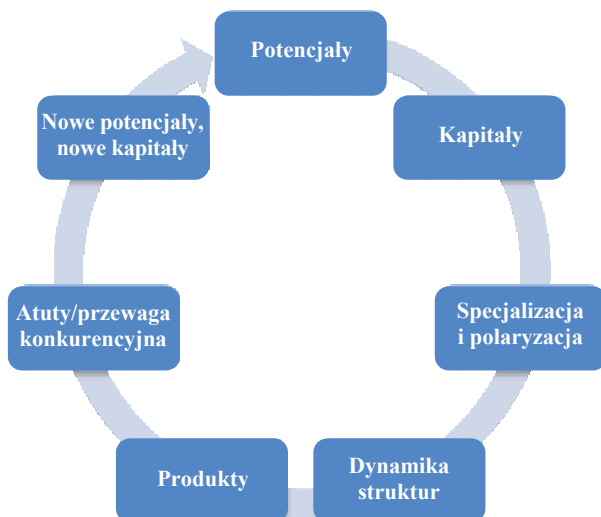 Potencjały
Kapitały
Specjalizacja
i polaryzacja
Dynamika
struktur
Produkty
Atuty/przewaga
konkurencyjna
Nowe potencjały,
nowe kapitały